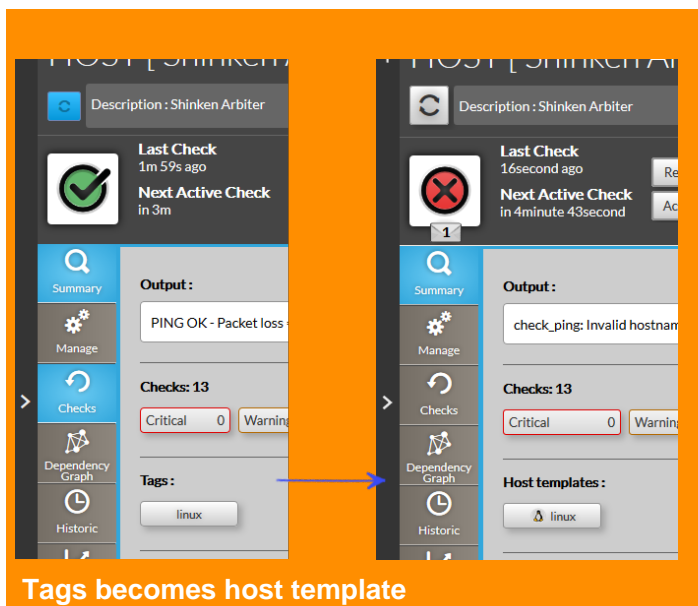 HOST [ Shinken A
Description : Shinken Arbiter
Last Check
1m 59s ago
Next Active Check
in 3m
Summary
Output :
PING OK - Packet loss
Manage
Checks
Checks: 13
Critical 0 Warning
Dependency
Graph
Tags :
linux
Historic
HOST [ Shinken Ar
Description : Shinken Arbiter
Last Check
16second ago
Re
Next Active Check
in 4minute 43second
Ac
1
Summary
Output :
check_ping: Invalid hostnam
Manage
Checks
Checks: 13
Critical 0 Warning
Dependency
Graph
Host templates :
linux
Historic
Tags becomes host template